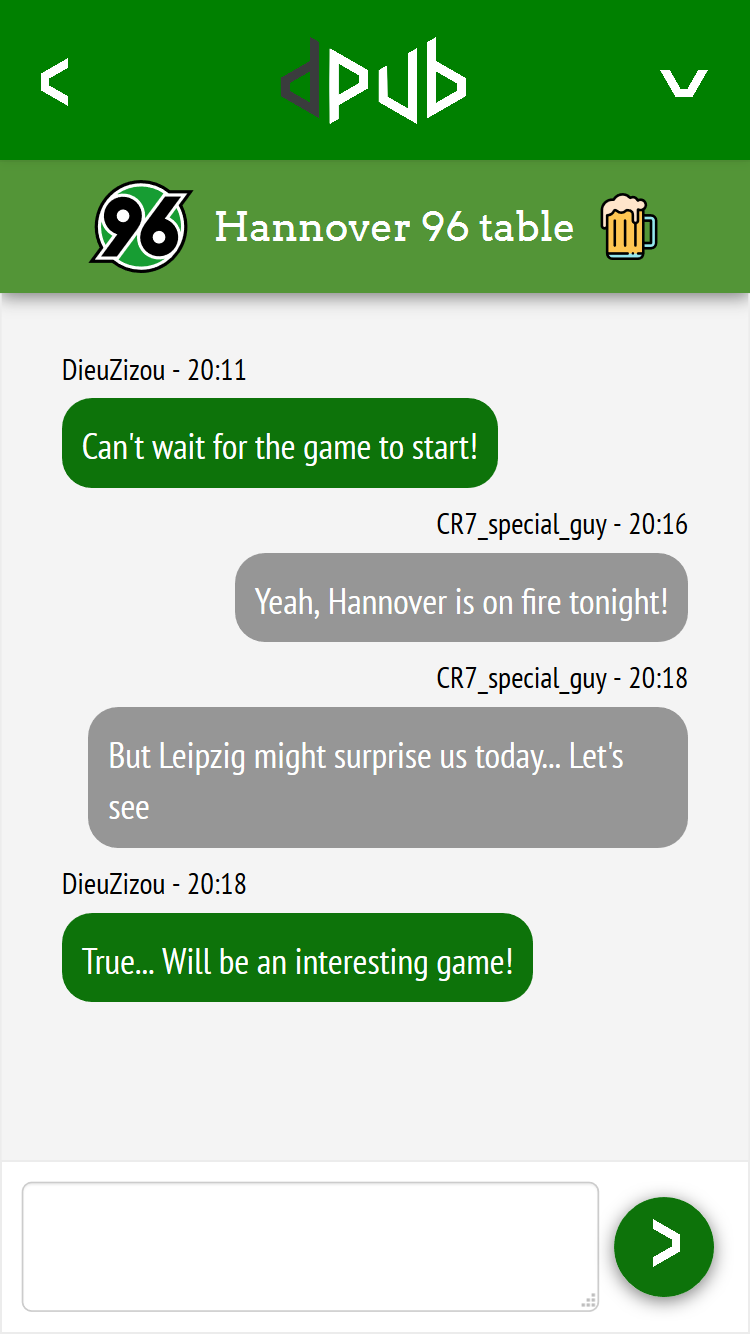 <
dpub
96
Hannover 96 table
DieuZizou - 20:11
Can't wait for the game to start!
CR7_special_guy - 20:16
Yeah, Hannover is on fire tonight!
CR7_special_guy - 20:18
But Leipzig might surprise us today... Let's
see
DieuZizou - 20:18
True... Will be an interesting game!
>